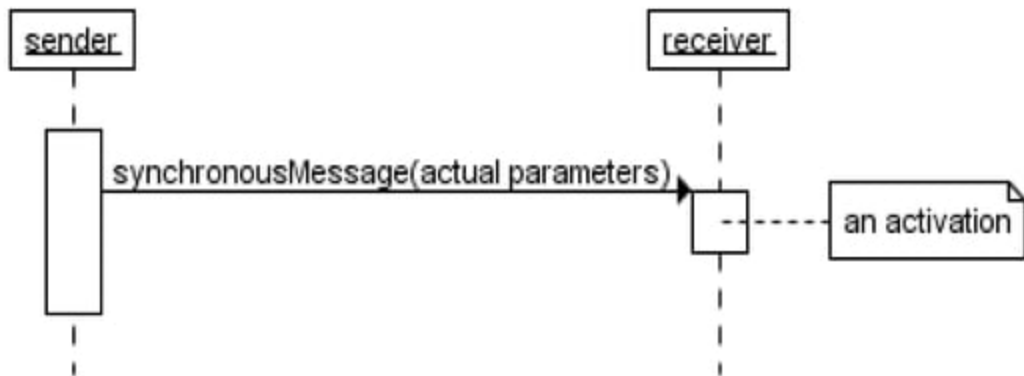 sender
receiver
synchronousMessage(actual parameters)
an activation